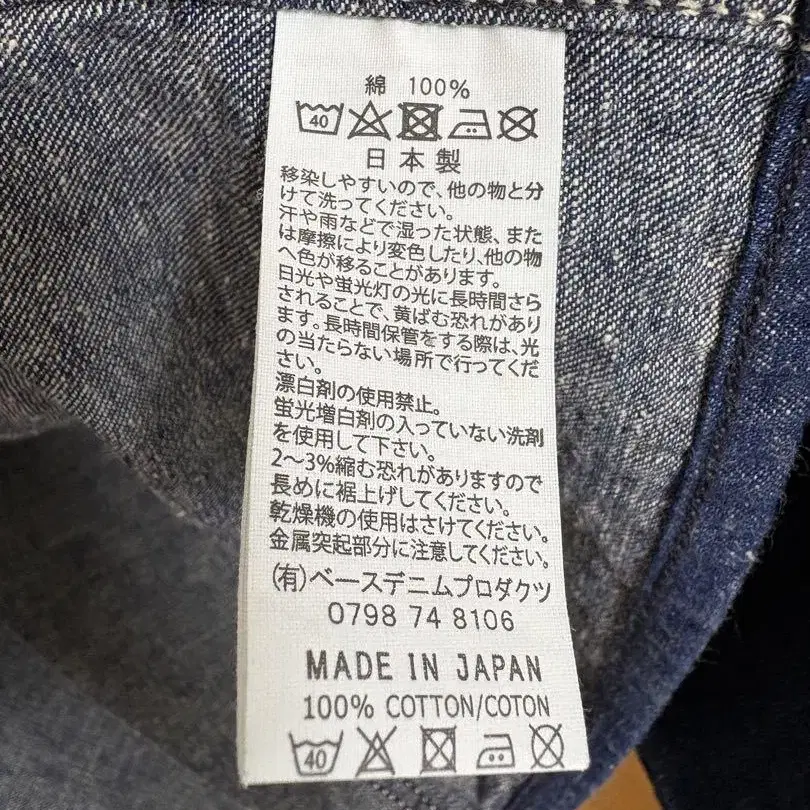 綿 100%
40
日本製
移染しやすいので、他の物と分
けて洗ってください。
汗や雨などで湿った状態、また
は摩擦により変色したり、他の物
へ色が移ることがあります。
日光や蛍光灯の光に長時間さら
されることで、黄ばむ恐れがあり
ます。長時間保管をする際は、光
の当たらない場所で行ってくだ
さい。
漂白剤の使用禁止。
蛍光増白剤の入っていない洗剤
を使用して下さい。
2〜3%縮む恐れがありますので
長めに裾上げしてください。
乾燥機の使用はさけてください。
金属突起部分に注意してください。
(有)ベースデニムプロダクツ
0798 74 8106
MADE IN JAPAN
100% COTTON/COTON
40